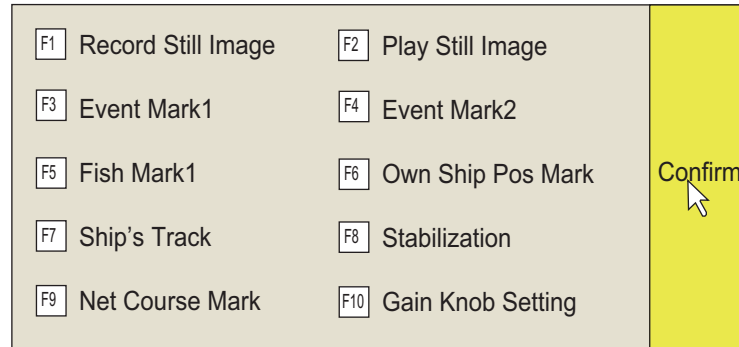 F1 Record Still Image F2 Play Still Image
F3 Event Mark1 F4 Event Mark2
F5 Fish Mark1 F6 Own Ship Pos Mark Confirm
F7 Ship's Track F8 Stabilization
F9 Net Course Mark F10 Gain Knob Setting